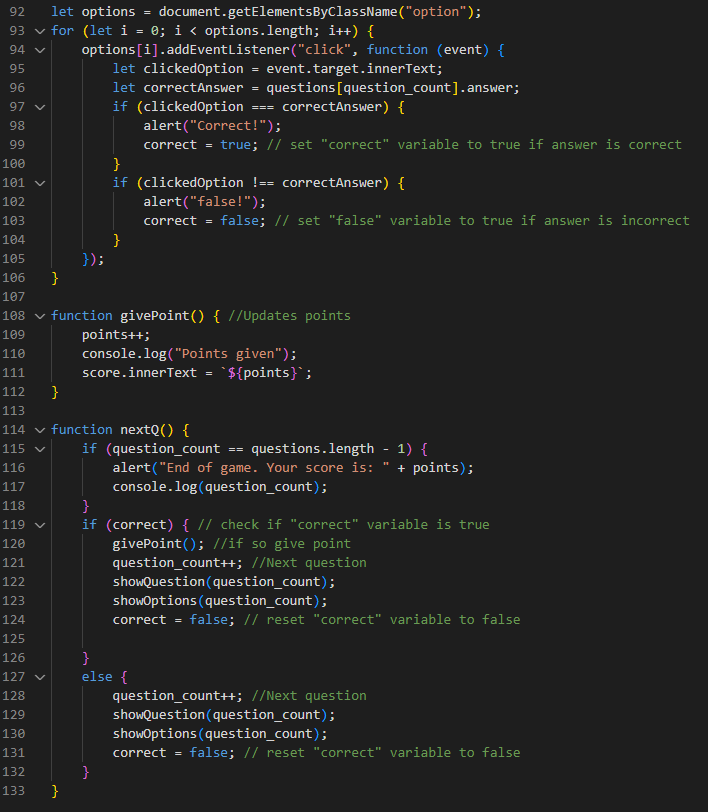 92 let options = document.getElementsByClassName("option");
93 for (let i = 0; i < options.length; i++) {
94     options[i].addEventListener("click", function (event) {
95         let clickedOption = event.target.innerText;
96         let correctAnswer = questions[question_count].answer;
97         if (clickedOption === correctAnswer) {
98             alert("Correct!");
99             correct = true; // set "correct" variable to true if answer is correct
100         }
101         if (clickedOption !== correctAnswer) {
102             alert("false!");
103             correct = false; // set "false" variable to true if answer is incorrect
104         }
105     });
106 }
107
108 function givePoint() { //Updates points
109     points++;
110     console.log("Points given");
111     score.innerText = `${points}`;
112 }
113
114 function nextQ() {
115     if (question_count == questions.length - 1) {
116         alert("End of game. Your score is: " + points);
117         console.log(question_count);
118     }
119     if (correct) { // check if "correct" variable is true
120         givePoint(); //if so give point
121         question_count++; //Next question
122         showQuestion(question_count);
123         showOptions(question_count);
124         correct = false; // reset "correct" variable to false
125
126     }
127     else {
128         question_count++; //Next question
129         showQuestion(question_count);
130         showOptions(question_count);
131         correct = false; // reset "correct" variable to false
132     }
133 }